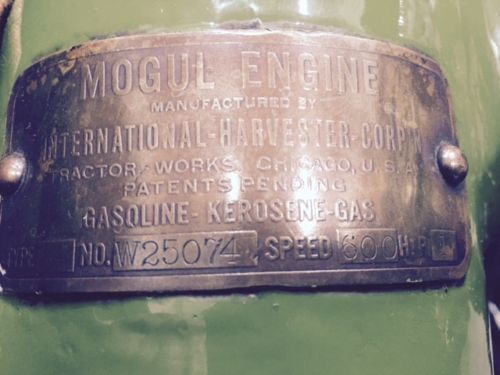 MOGUL ENGINE
MANUFACTURED BY
INTERNATIONAL-HARVESTER-CORP'N
TRACTOR-WORKS, CHICAGO, U.S.A.
PATENTS PENDING
GASOLINE-KEROSENE-GAS
TYPE NO. W25074 SPEED 600 H.P.